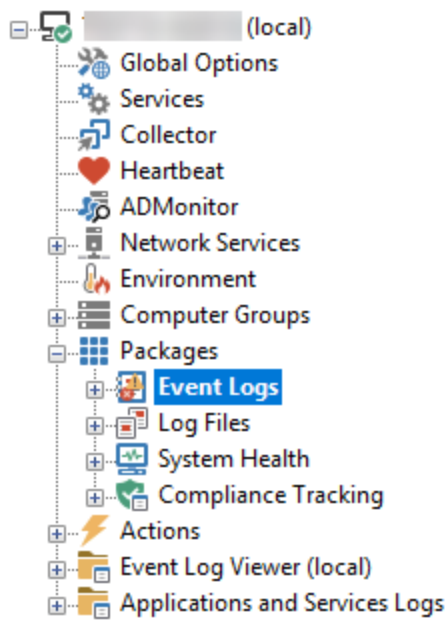 (local)
Global Options
Services
Collector
Heartbeat
ADMonitor
Network Services
Environment
Computer Groups
Packages
Event Logs
Log Files
System Health
Compliance Tracking
Actions
Event Log Viewer (local)
Applications and Services Logs